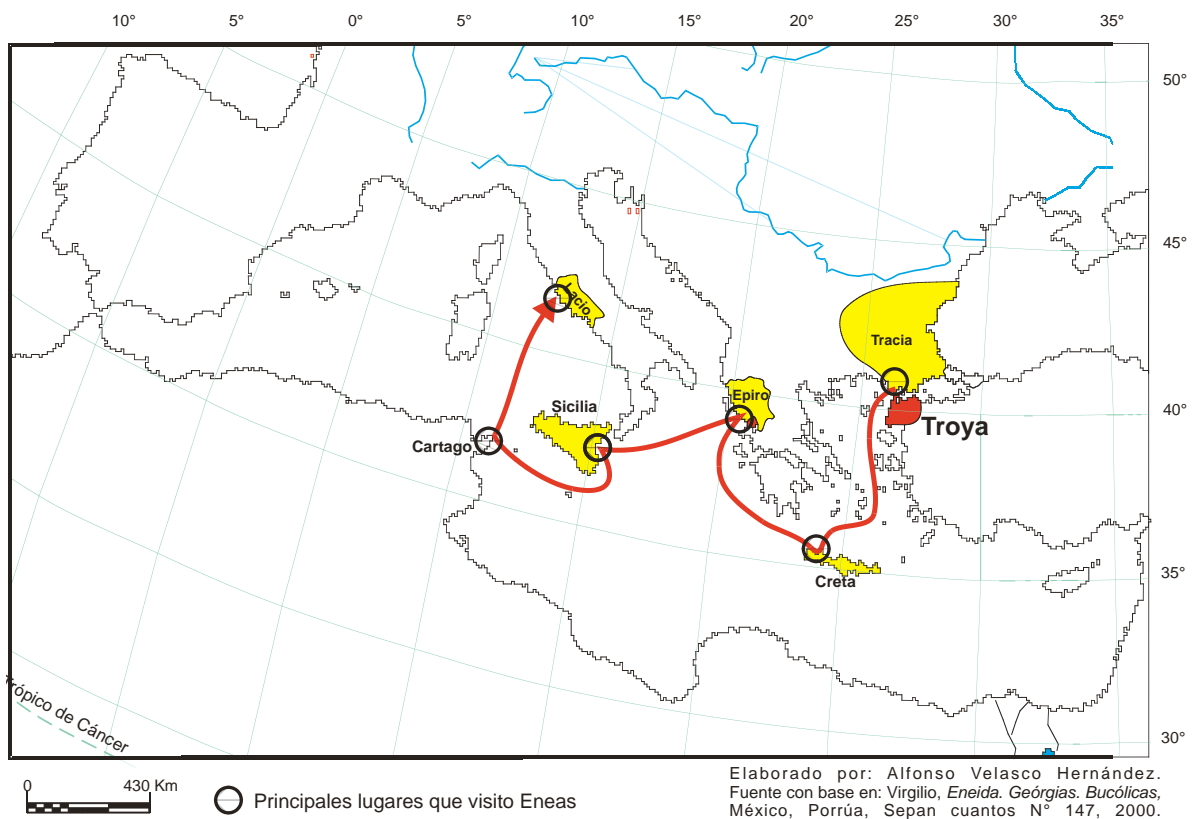 10° 5° 0° 5° 10° 15° 20° 25° 30° 35°
50°
45°
Lacio
Tracia
Epiro
40°
Sicilia
Troya
Cartago
35°
Creta
Trópico de Cáncer
30°
0 430 Km
Principales lugares que visito Eneas
Elaborado por: Alfonso Velasco Hernández.
Fuente con base en: Virgilio, Eneida. Geórgias. Bucólicas,
México, Porrúa, Sepan cuantos N° 147, 2000.